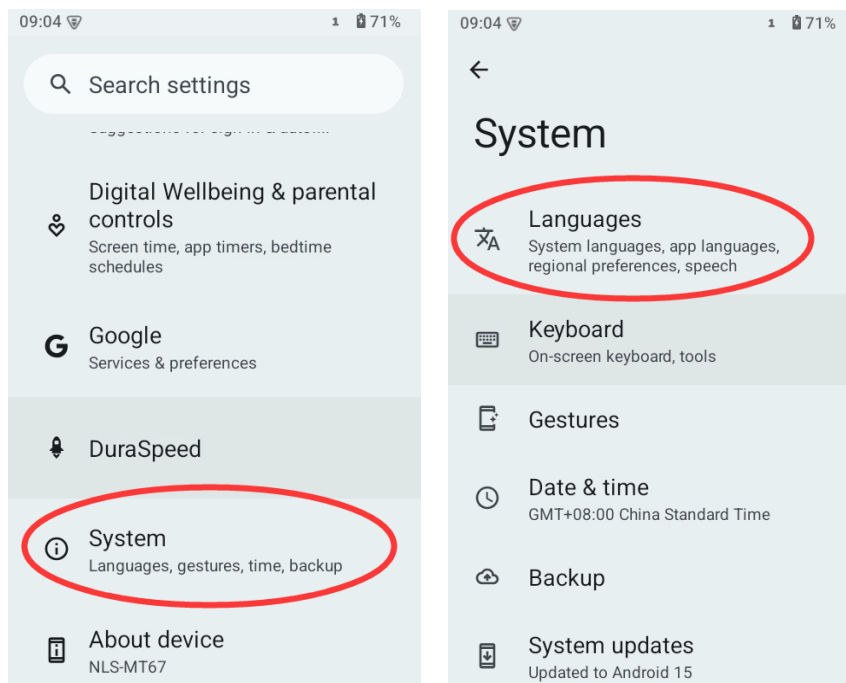 09:04
1
71%
Search settings
Digital Wellbeing & parental
controls
Screen time, app timers, bedtime
schedules
Google
Services & preferences
DuraSpeed
System
Languages, gestures, time, backup
About device
NLS-MT67
09:04
1
71%
System
Languages
System languages, app languages,
regional preferences, speech
Keyboard
On-screen keyboard, tools
Gestures
Date & time
GMT+08:00 China Standard Time
Backup
System updates
Updated to Android 15